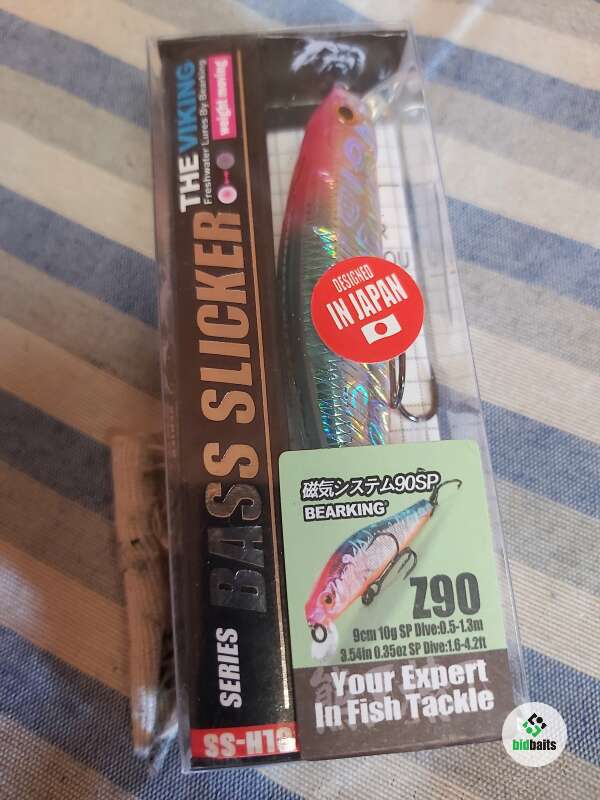 THE VIKING
Freshwater Lures By Bearking
weight moving
SERIES BASS SLICKER
DESIGNED
IN JAPAN
磁気システム90SP
BEARKING
Z90
9cm 10g SP Dive:0.5-1.3m
3.54in 0.35oz SP Dive:1.6-4.2ft
Your Expert
In Fish Tackle
bidbaits